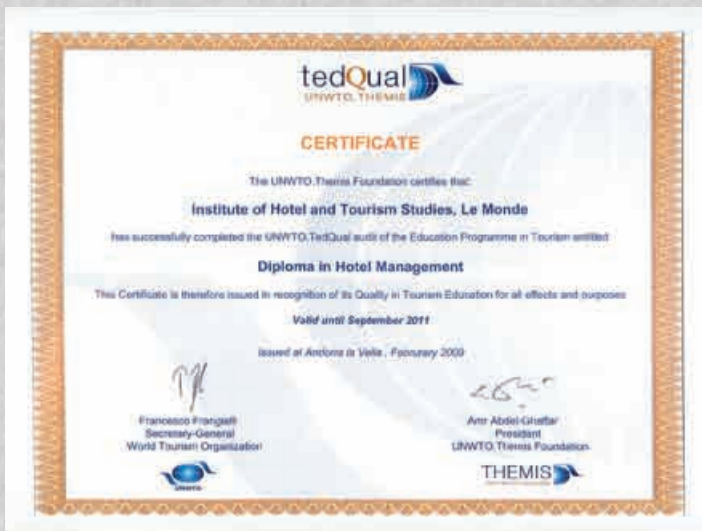 tedQual
UNWTO.THEMIS
CERTIFICATE
The UNWTO.Themis Foundation certifies that:
Institute of Hotel and Tourism Studies, Le Monde
has successfully completed the UNWTO.TedQual audit of the Education Programme in Tourism entitled
Diploma in Hotel Management
This Certificate is therefore issued in recognition of its Quality in Tourism Education for all effects and purposes
Valid until September 2011
Issued at Andorra la Vella, 2009
Francesco Frangialli
Secretary-General
World Tourism Organization
UNWTO
Amr Abdel-Ghaffar
President
UNWTO.Themis Foundation
THEMIS